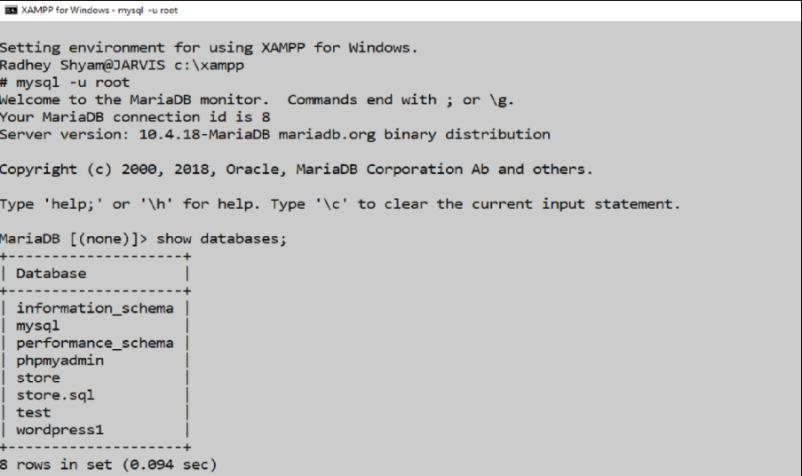 XAMPP for Windows - mysql -u root
Setting environment for using XAMPP for Windows.
Radhey Shyam@JARVIS c:\xampp
# mysql -u root
Welcome to the MariaDB monitor.  Commands end with ; or \g.
Your MariaDB connection id is 8
Server version: 10.4.18-MariaDB mariadb.org binary distribution
Copyright (c) 2000, 2018, Oracle, MariaDB Corporation Ab and others.
Type 'help;' or '\h' for help. Type '\c' to clear the current input statement.
MariaDB [(none)]> show databases;
+--------------------+
| Database           |
+--------------------+
| information_schema |
| mysql              |
| performance_schema |
| phpmyadmin         |
| store              |
| store.sql          |
| test               |
| wordpress1         |
+--------------------+
8 rows in set (0.094 sec)